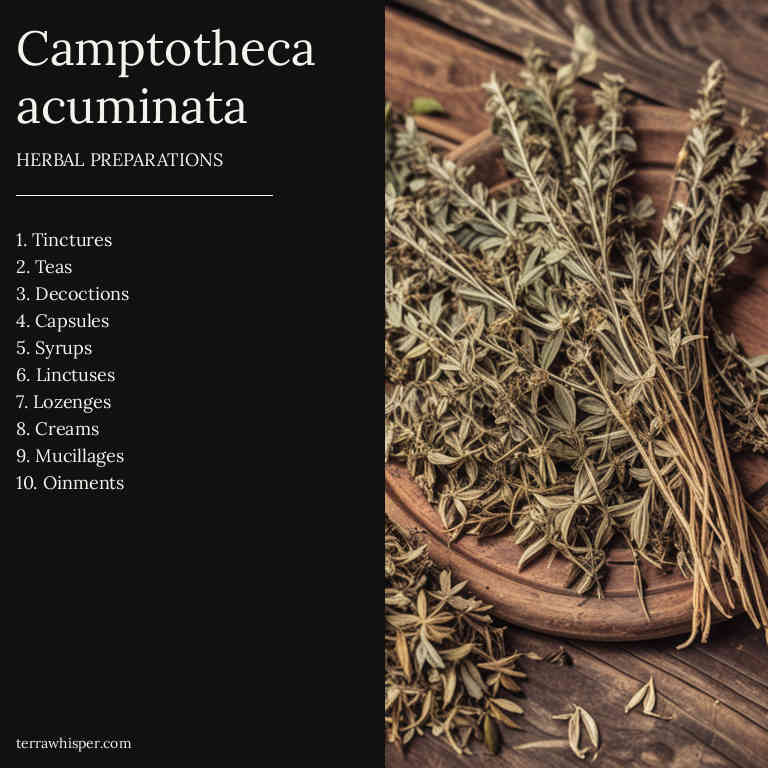 Camptotheca
acuminata
HERBAL PREPARATIONS
1. Tinctures
2. Teas
3. Decoctions
4. Capsules
5. Syrups
6. Linctuses
7. Lozenges
8. Creams
9. Mucillages
10. Oinments
terrawhisper.com